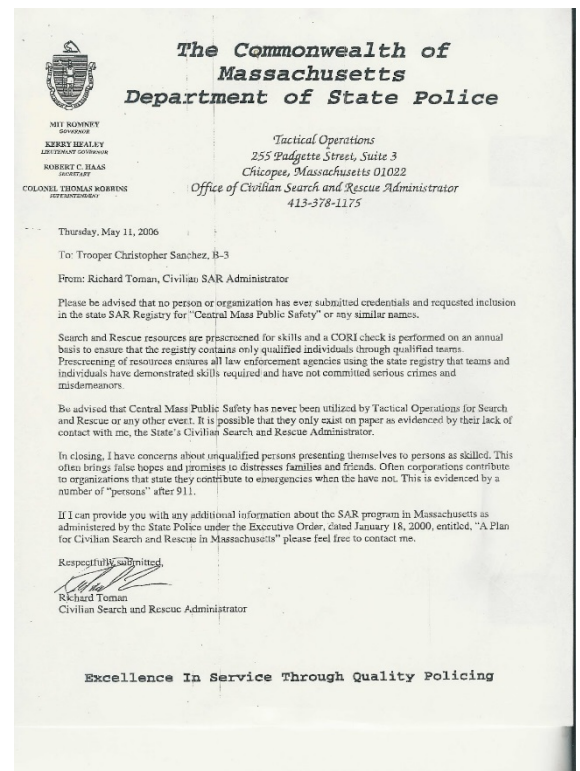 The Commonwealth of
Massachusetts
Department of State Police
MIT ROMNEY
GOVERNOR
KERRY HEALEY
LIEUTENANT GOVERNOR
ROBERT C. HAAS
SECRETARY
COLONEL THOMAS ROBBINS
SUPERINTENDENT
Tactical Operations
255 Padgette Street, Suite 3
Chicopee, Massachusetts 01022
Office of Civilian Search and Rescue Administrator
413-378-1175
Thursday, May 11, 2006
To: Trooper Christopher Sanchez, B-3
From: Richard Toman, Civilian SAR Administrator
Please be advised that no person or organization has ever submitted credentials and requested inclusion
in the state SAR Registry for "Central Mass Public Safety" or any similar names.
Search and Rescue resources are prescreened for skills and a CORI check is performed on an annual
basis to ensure that the registry contains only qualified individuals through qualified teams.
Prescreening of resources ensures all law enforcement agencies using the state registry that teams and
individuals have demonstrated skills required and have not committed serious crimes and
misdemeanors.
Be advised that Central Mass Public Safety has never been utilized by Tactical Operations for Search
and Rescue or any other event. It is possible that they only exist on paper as evidenced by their lack of
contact with me, the State's Civilian Search and Rescue Administrator.
In closing, I have concerns about unqualified persons presenting themselves to persons as skilled. This
often brings false hopes and promises to distresses families and friends. Often corporations contribute
to organizations that state they contribute to emergencies when the have not. This is evidenced by a
number of "persons" after 911.
If I can provide you with any additional information about the SAR program in Massachusetts as
administered by the State Police under the Executive Order, dated January 18, 2000, entitled, "A Plan
for Civilian Search and Rescue in Massachusetts" please feel free to contact me.
Respectfully submitted,
Richard Toman
Civilian Search and Rescue Administrator
Excellence In Service Through Quality Policing